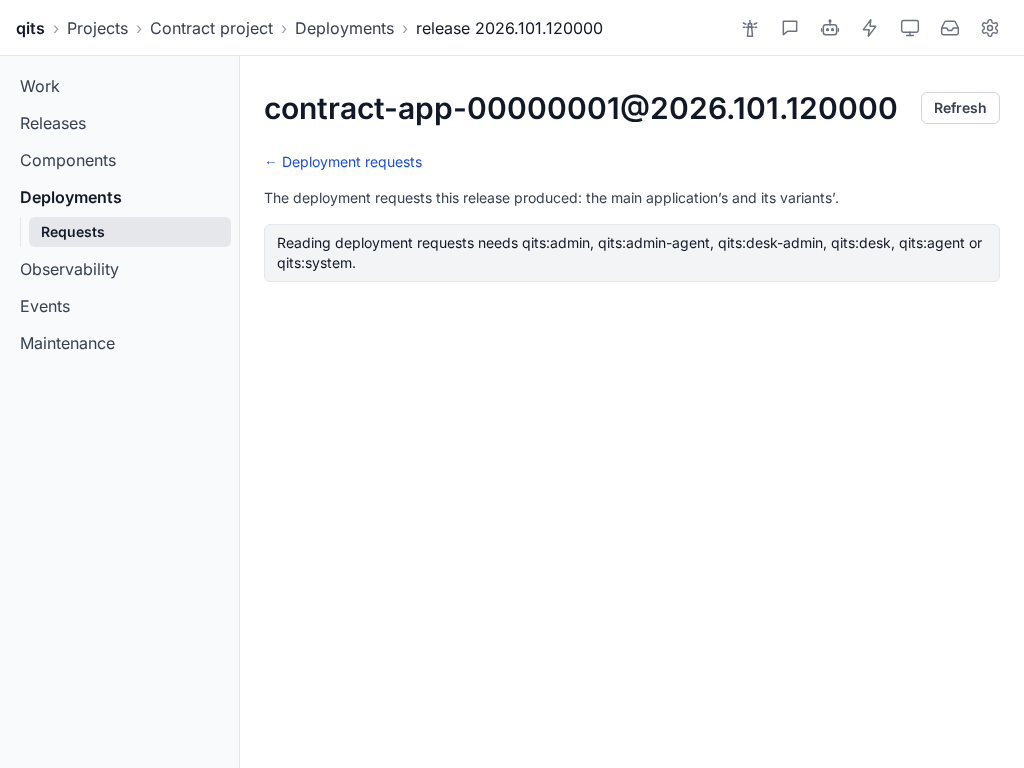 qits › Projects › Contract project › Deployments › release 2026.101.120000
Work
Releases
Components
Deployments
Requests
Observability
Events
Maintenance
contract-app-00000001@2026.101.120000
Refresh
← Deployment requests
The deployment requests this release produced: the main application’s and its variants’.
Reading deployment requests needs qits:admin, qits:admin-agent, qits:desk-admin, qits:desk, qits:agent or
qits:system.